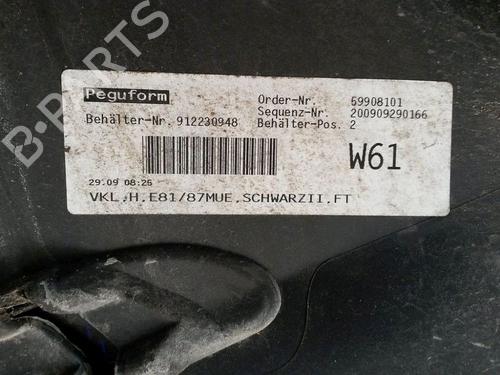 B-PARTS
Peguform
Order-Nr. 59908101
Sequenz-Nr. 200909290166
Behälter-Nr. 912230948
Behälter-Pos. 2
W61
29.09 08:26
VKL.H.E81/87MUE.SCHWARZII.FT